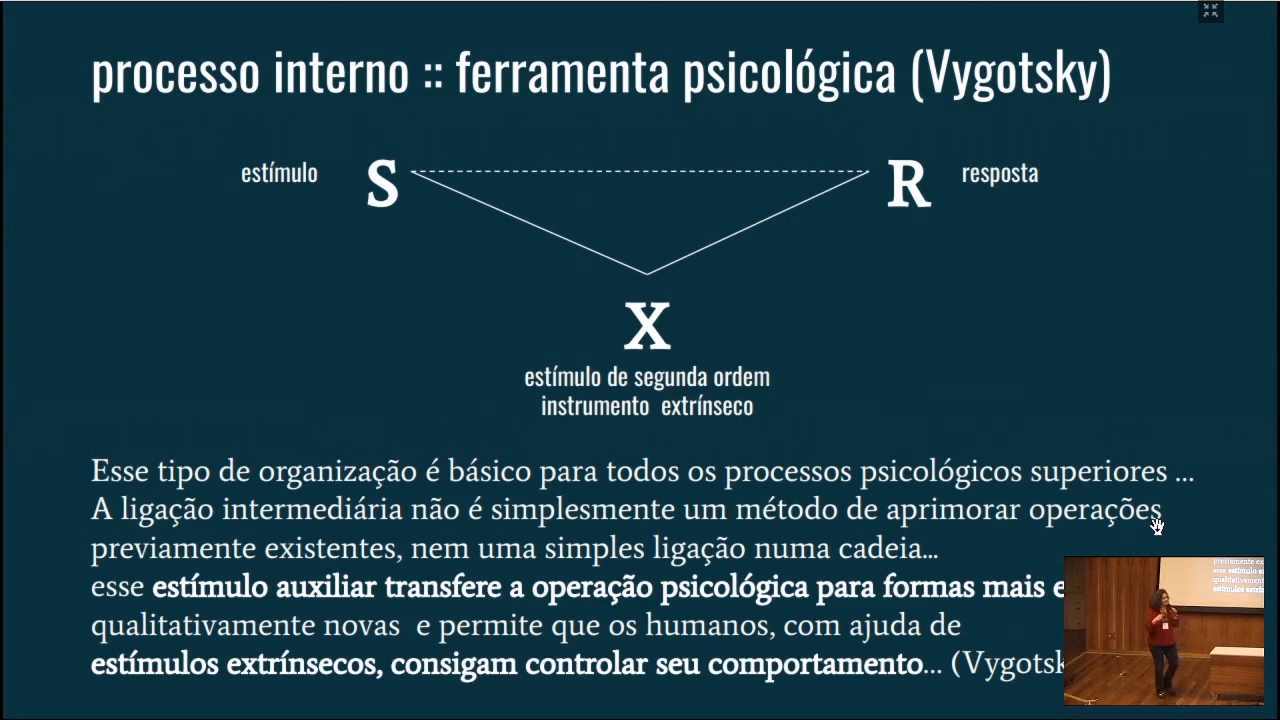 processo interno :: ferramenta psicológica (Vygotsky)
estímulo S R resposta
X
estímulo de segunda ordem
instrumento extrínseco
Esse tipo de organização é básico para todos os processos psicológicos superiores ...
A ligação intermediária não é simplesmente um método de aprimorar operações
previamente existentes, nem uma simples ligação numa cadeia...
esse estímulo auxiliar transfere a operação psicológica para formas mais
qualitativamente novas e permite que os humanos, com ajuda de
estímulos extrínsecos, consigam controlar seu comportamento... (Vygotsk